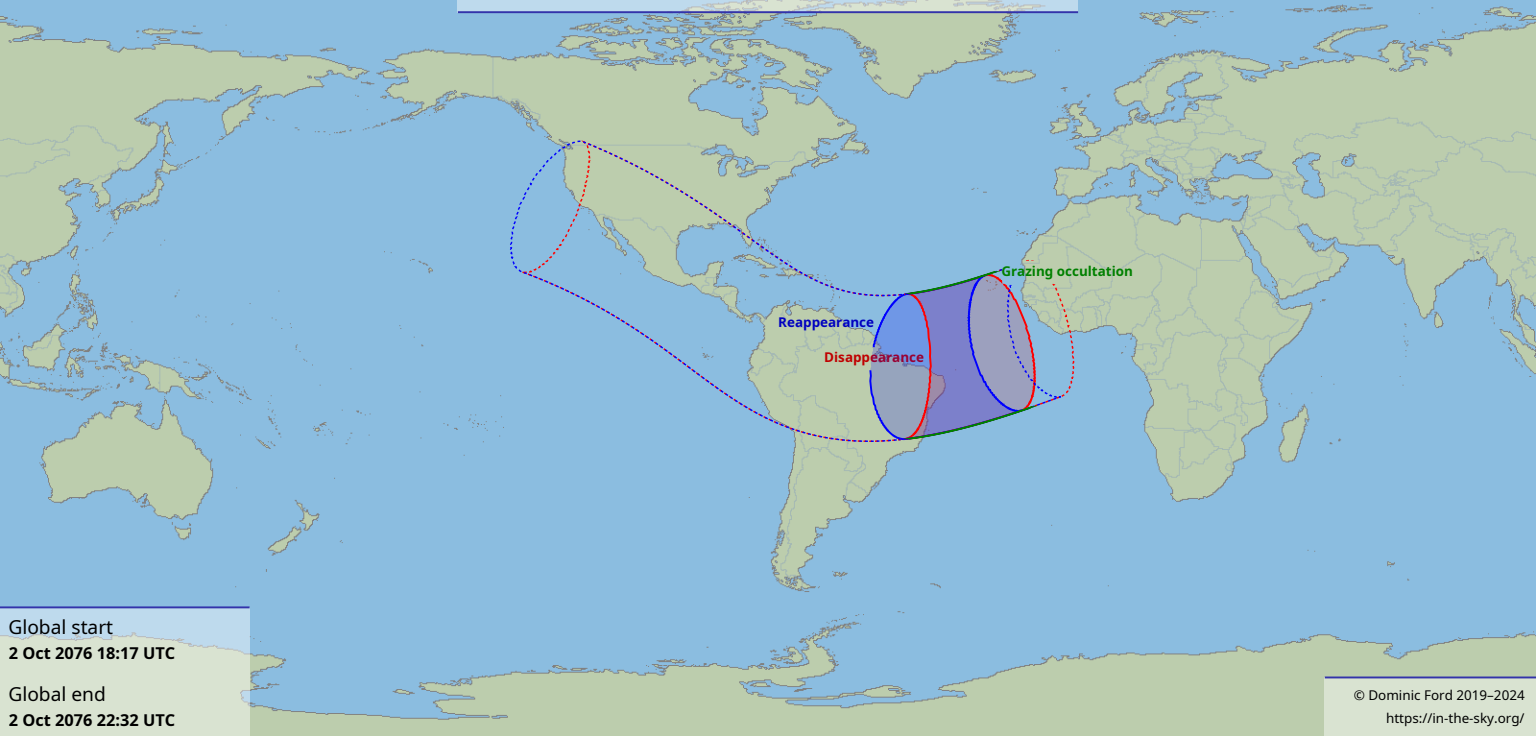 Grazing occultation
Reappearance
Disappearance
Global start
2 Oct 2076 18:17 UTC
Global end
2 Oct 2076 22:32 UTC
© Dominic Ford 2019–2024
https://in-the-sky.org/